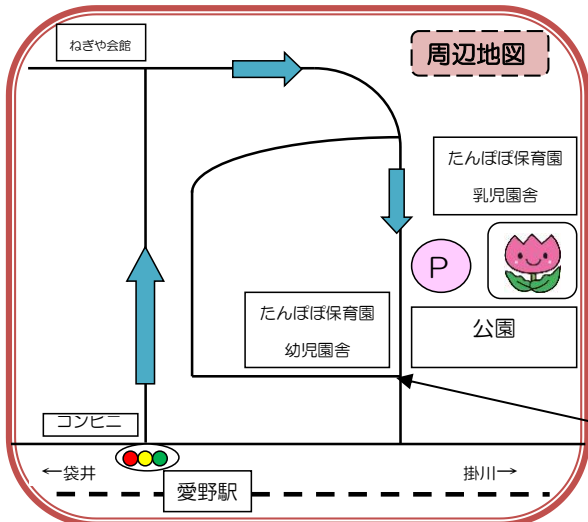 ねぎや会館
周辺地図
たんぽぽ保育園
乳児園舎
P
たんぽぽ保育園
幼児園舎
公園
コンビニ
←袋井
掛川→
愛野駅